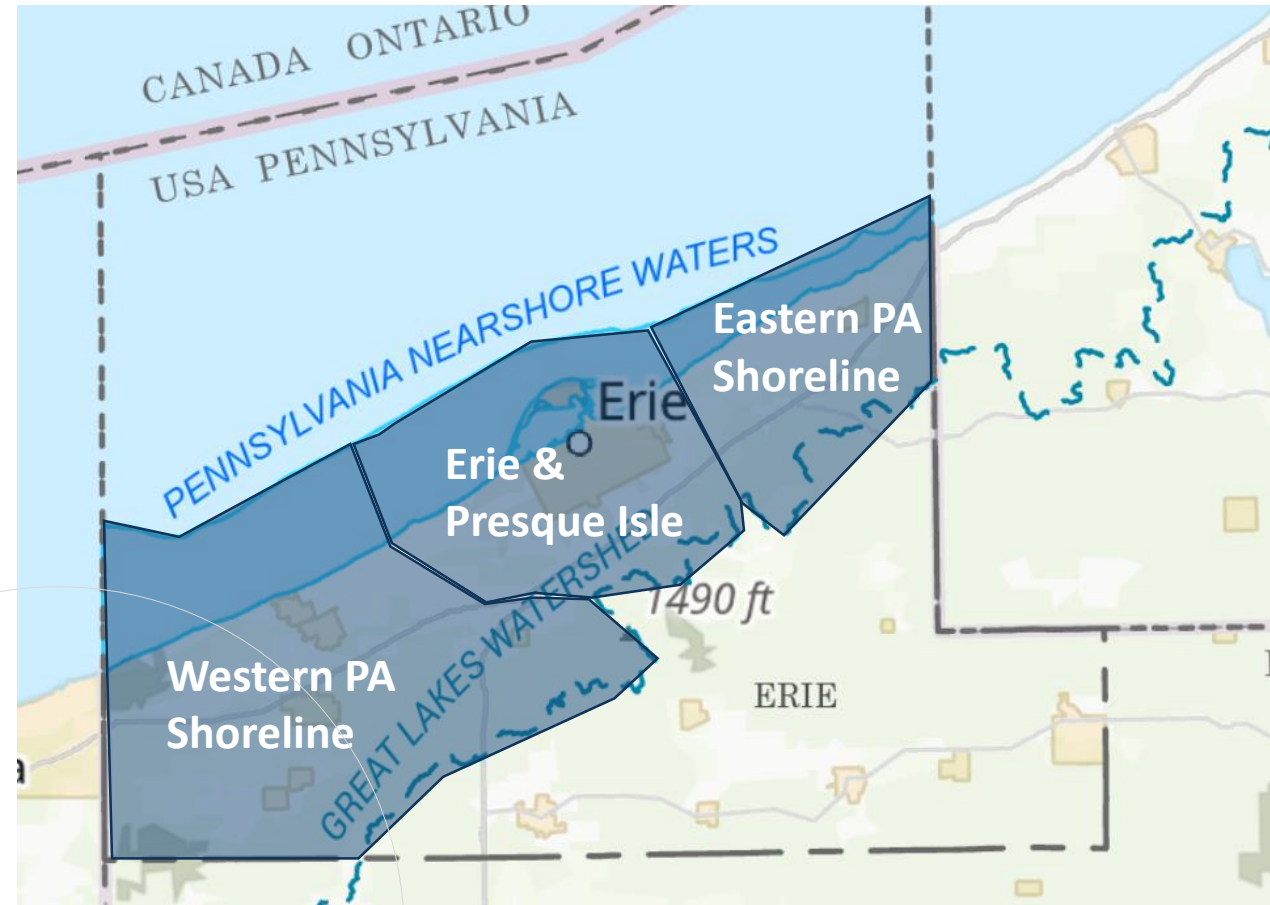 CANADA ONTARIO
USA PENNSYLVANIA
PENNSYLVANIA NEARSHORE WATERS
Eastern PA
Shoreline
Erie
Erie &
Presque Isle
GREAT LAKES WATERSHED
1490 ft
Western PA
Shoreline
ERIE